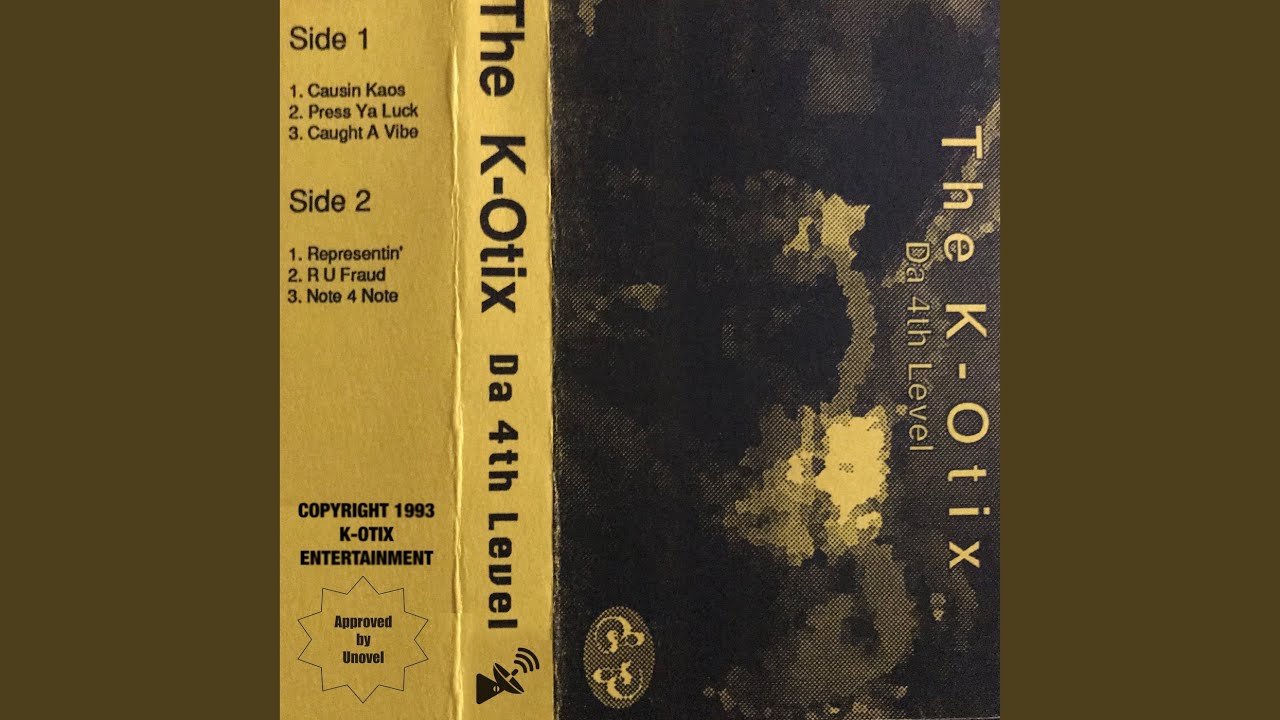 Side 1
1. Causin Kaos
2. Press Ya Luck
3. Caught A Vibe
Side 2
1. Representin'
2. R U Fraud
3. Note 4 Note
COPYRIGHT 1993
K-OTIX
ENTERTAINMENT
Approved
by
Unovel
The K-Otix Da 4th Level
The K-Otix
Da 4th Level